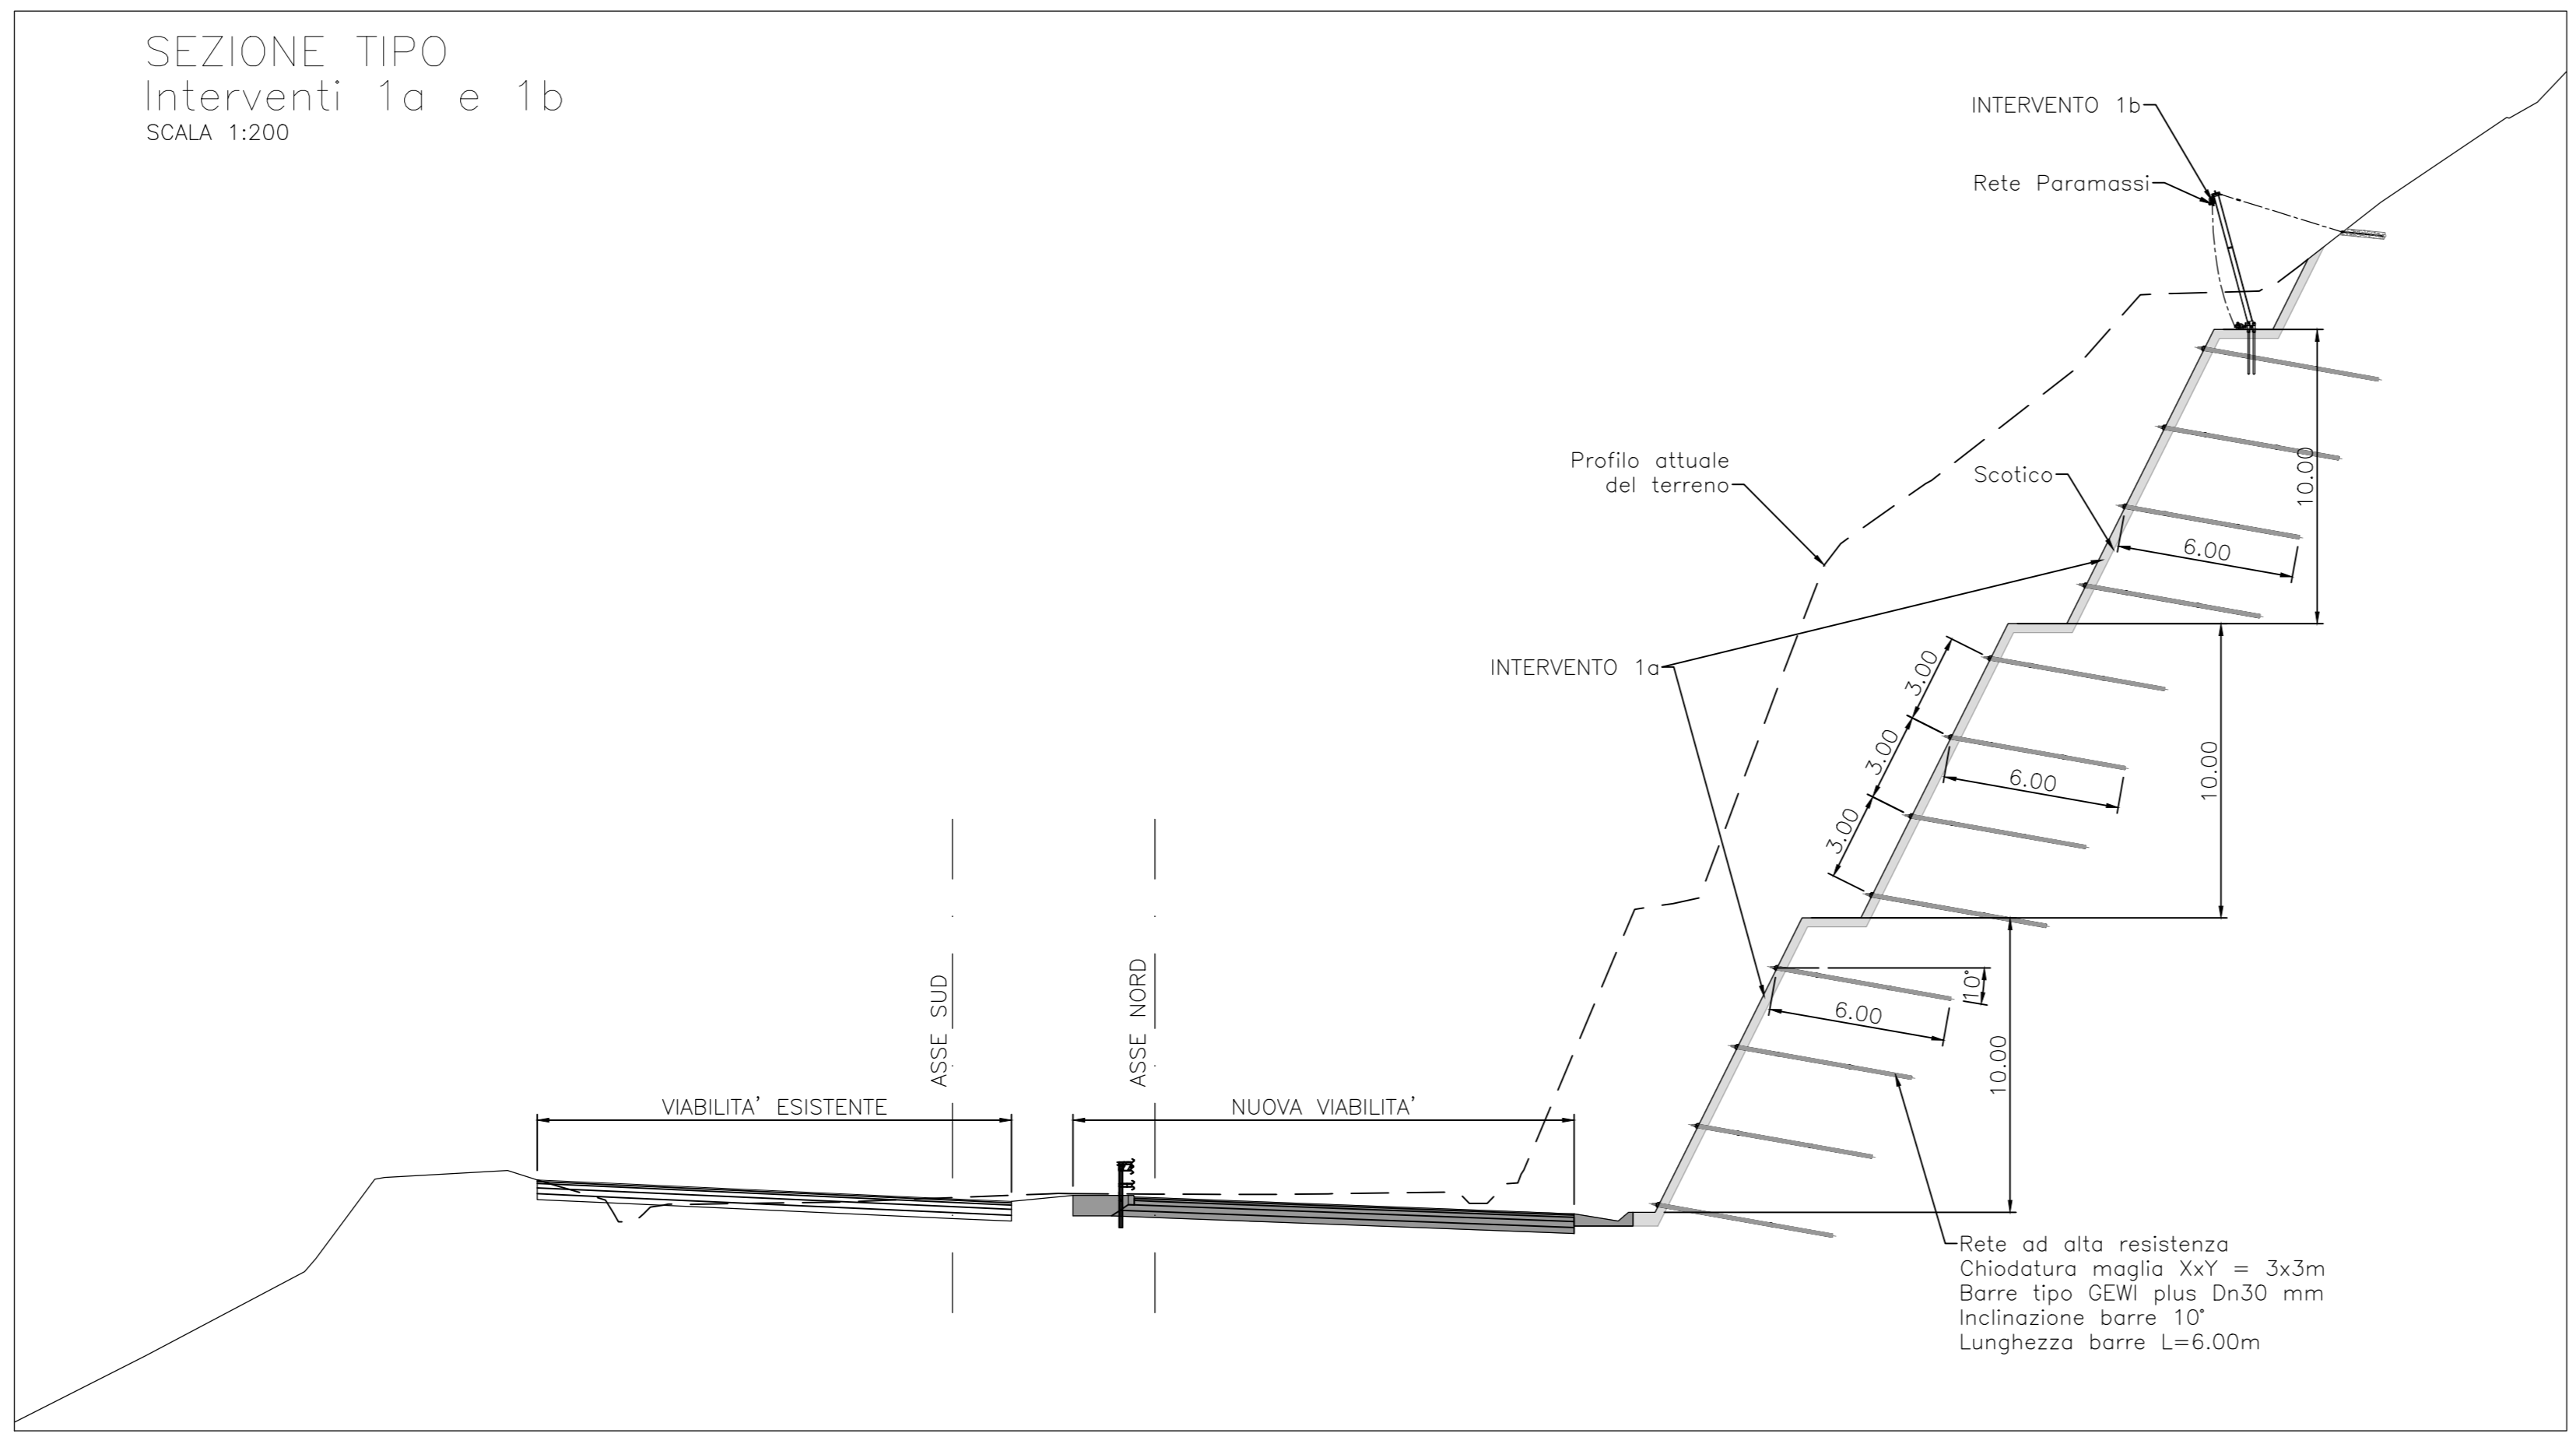 SEZIONE TIPO
Interventi 1a e 1b
SCALA 1:200
INTERVENTO 1b
Rete Paramassi
Profilo attuale
del terreno
Scotico
10.00
6.00
INTERVENTO 1a
3.00
3.00
3.00
6.00
10.00
10°
6.00
10.00
ASSE SUD
ASSE NORD
VIABILITA' ESISTENTE
NUOVA VIABILITA'
Rete ad alta resistenza
Chiodatura maglia XxY = 3x3m
Barre tipo GEWI plus Dn30 mm
Inclinazione barre 10°
Lunghezza barre L=6.00m